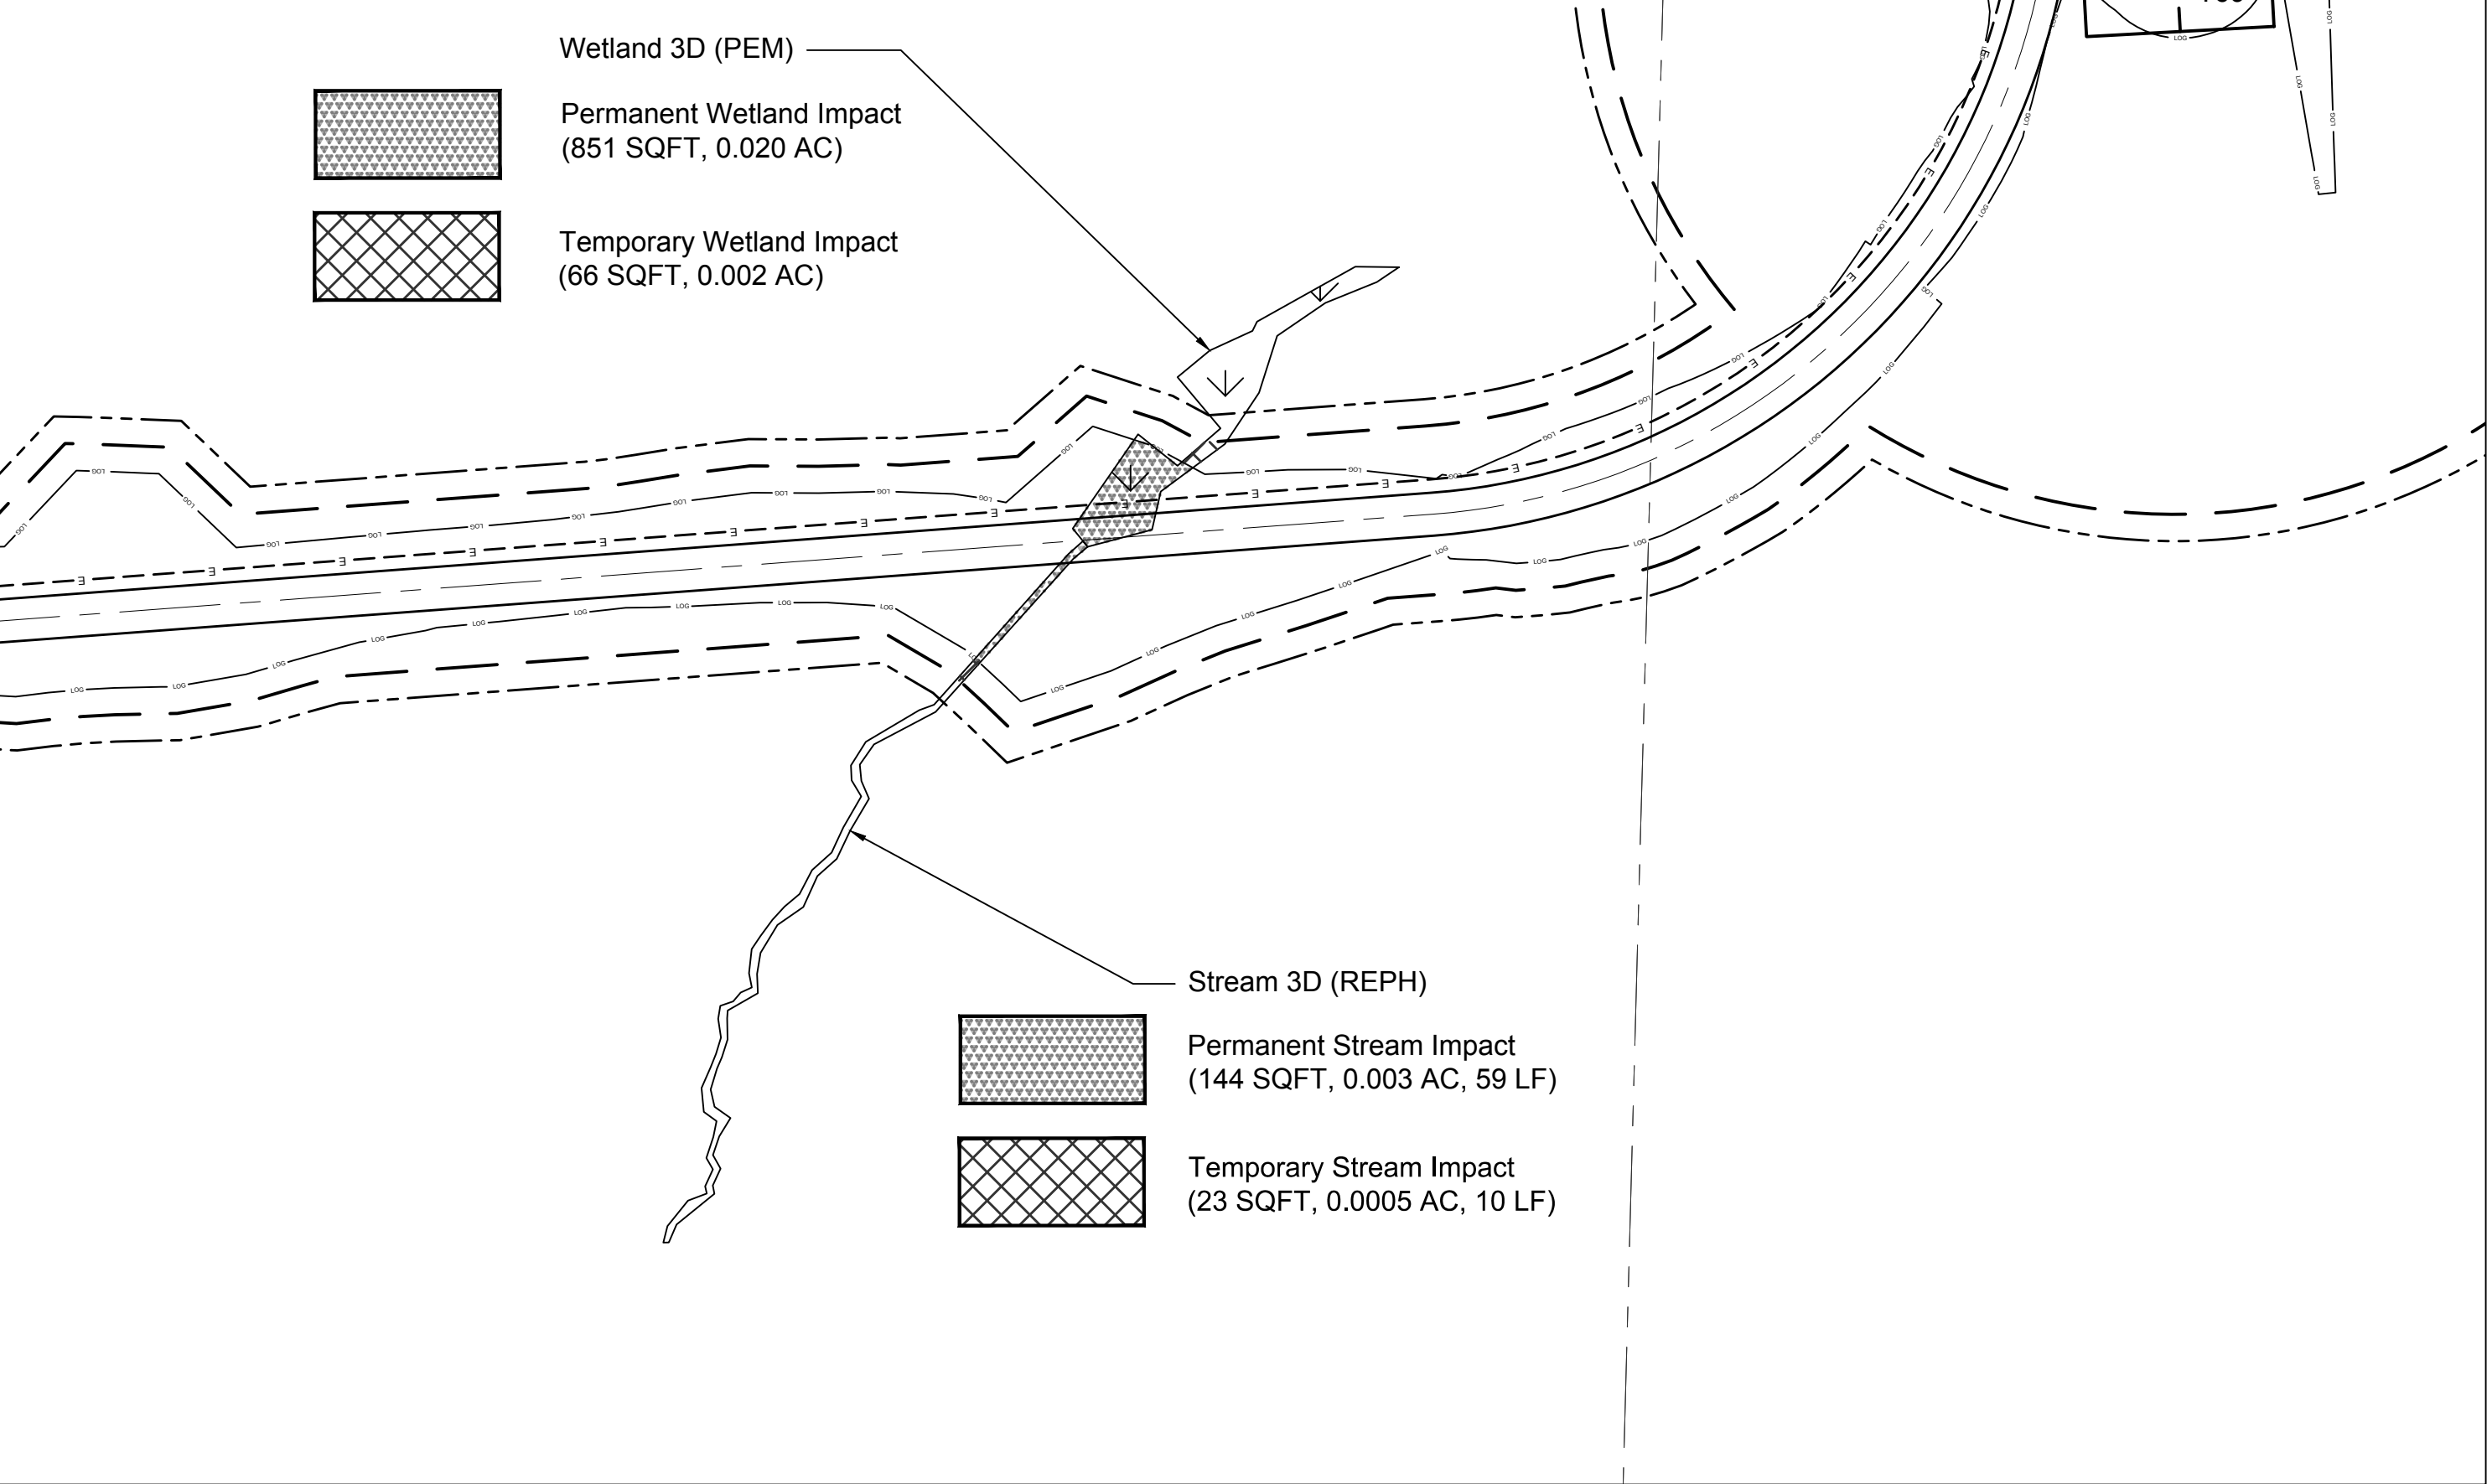 Wetland 3D (PEM)
Permanent Wetland Impact
(851 SQFT, 0.020 AC)
Temporary Wetland Impact
(66 SQFT, 0.002 AC)
Stream 3D (REPH)
Permanent Stream Impact
(144 SQFT, 0.003 AC, 59 LF)
Temporary Stream Impact
(23 SQFT, 0.0005 AC, 10 LF)
LOG
E